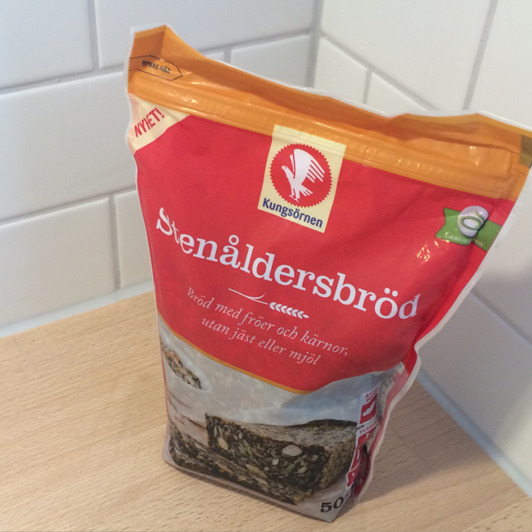 NYHET!
Kungsörnen
Stenåldersbröd
Bröd med fröer och kärnor,
utan jäst eller mjöl
50